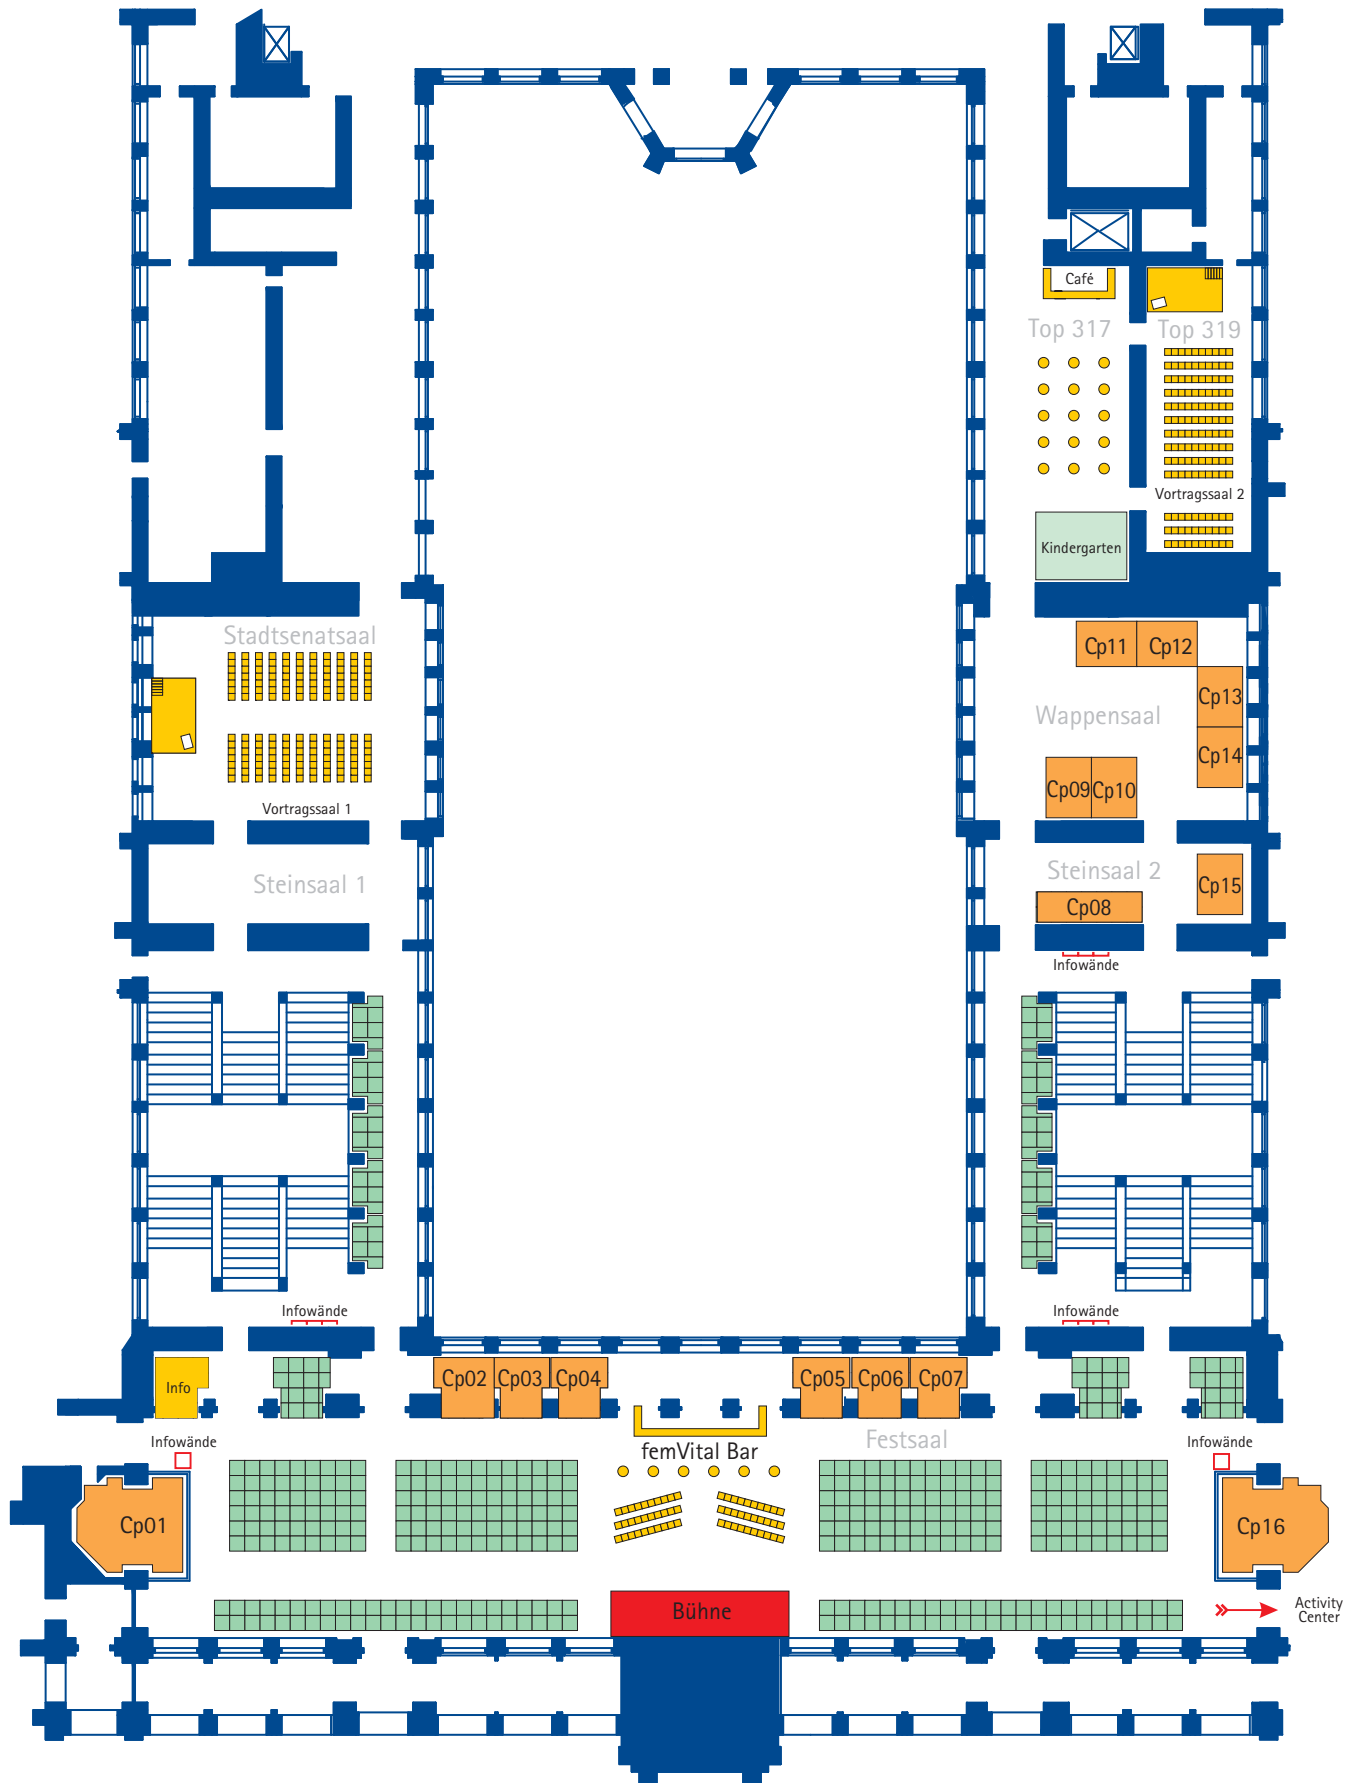 Café
Top 317
Top 319
Vortragssaal 2
Kindergarten
Stadtsenatsaal
Cp11
Cp12
Cp13
Wappensaal
Cp14
Cp09
Cp10
Vortragssaal 1
Steinsaal 1
Steinsaal 2
Cp15
Cp08
Infowände
Infowände
Infowände
Info
Cp02
Cp03
Cp04
Cp05
Cp06
Cp07
Infowände
femVital Bar
Festsaal
Infowände
Cp01
Cp16
Bühne
Activity
Center